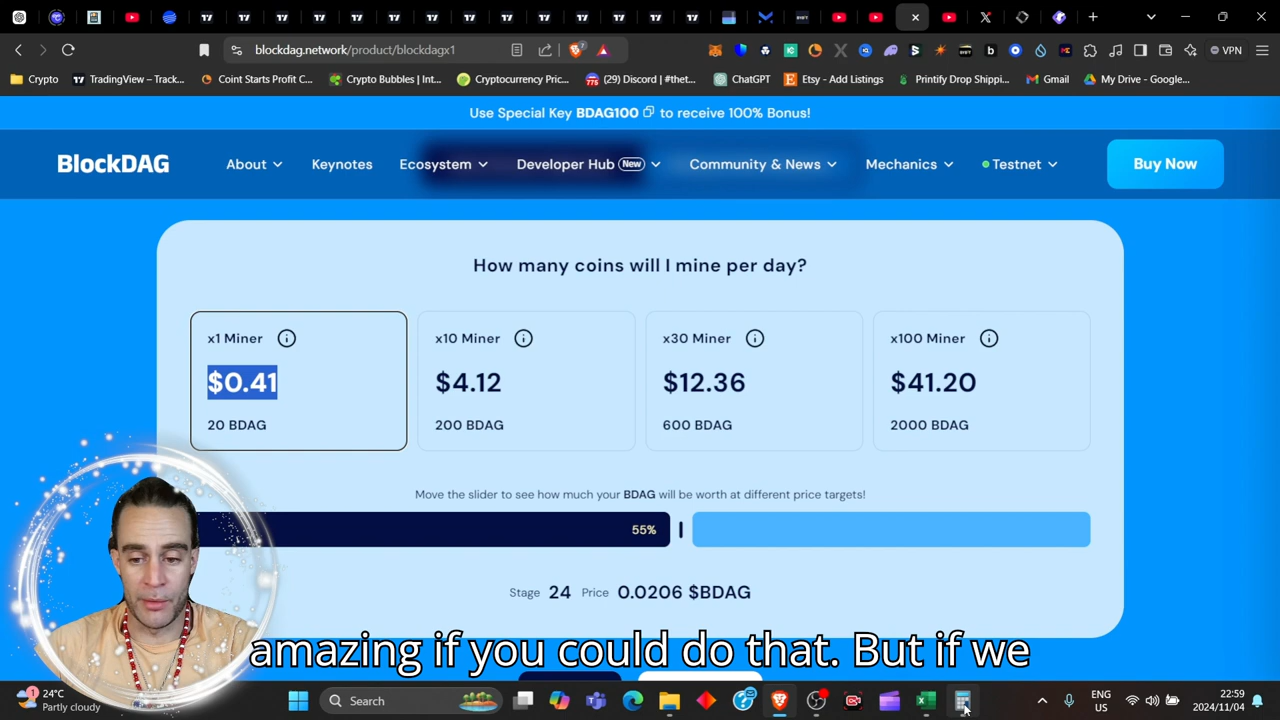 blockdag.network/product/blockdagx1
VPN
Crypto
TradingView – Track...
Coint Starts Profit C...
Crypto Bubbles | Int...
Cryptocurrency Pric...
(29) Discord | #thet...
ChatGPT
Etsy - Add Listings
Printify Drop Shippi...
Gmail
My Drive - Google...
Use Special Key BDAG100 to receive 100% Bonus!
BlockDAG
About
Keynotes
Ecosystem
Developer Hub New
Community & News
Mechanics
Testnet
Buy Now
How many coins will I mine per day?
x1 Miner
$0.41
20 BDAG
x10 Miner
$4.12
200 BDAG
x30 Miner
$12.36
600 BDAG
x100 Miner
$41.20
2000 BDAG
Move the slider to see how much your BDAG will be worth at different price targets!
55%
Stage 24 Price 0.0206 $BDAG
amazing if you could do that. But if we
24°C
Partly cloudy
Search
ENG
US
22:59
2024/11/04